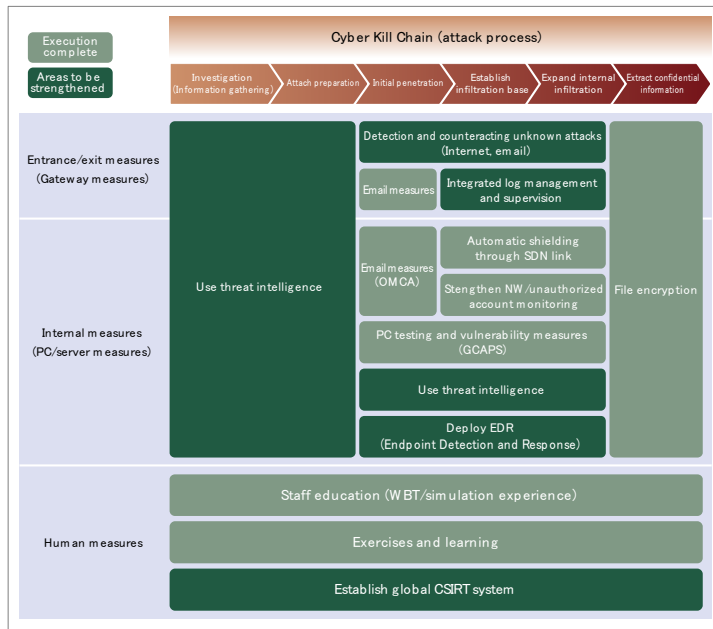 Execution
complete
Areas to be
strengthened
Cyber Kill Chain (attack process)
Investigation
(Information gathering)
Attach preparation
Initial penetration
Establish
infiltration base
Expand internal
infiltration
Extract confidential
information
Entrance/exit measures
(Gateway measures)
Detection and counteracting unknown attacks
(Internet, email)
Email measures
Integrated log management
and supervision
Use threat intelligence
Internal measures
(PC/server measures)
Email measures
(OMCA)
Automatic shielding
through SDN link
Stengthen NW/unauthorized
account monitoring
File encryption
PC testing and vulnerability measures
(GCAPS)
Use threat intelligence
Deploy EDR
(Endpoint Detection and Response)
Human measures
Staff education (WBT/simulation experience)
Exercises and learning
Establish global CSIRT system